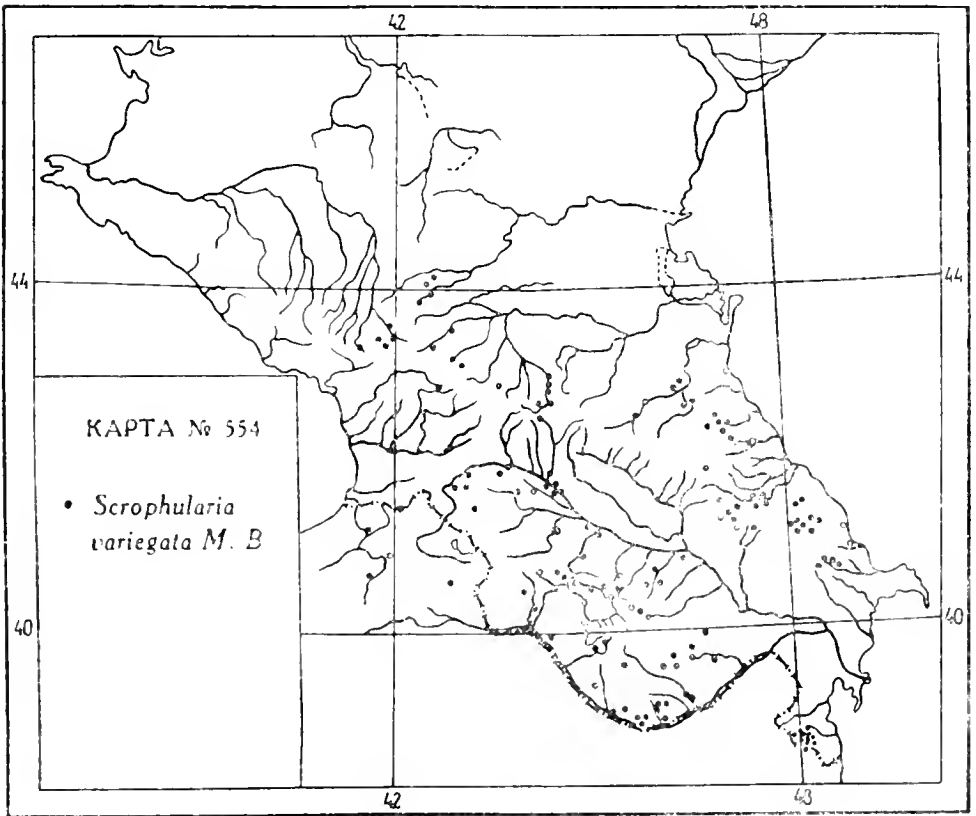 42 48
44 44
КАРТА № 554
• Scrophularia
variegata M. B
40 40
42 43